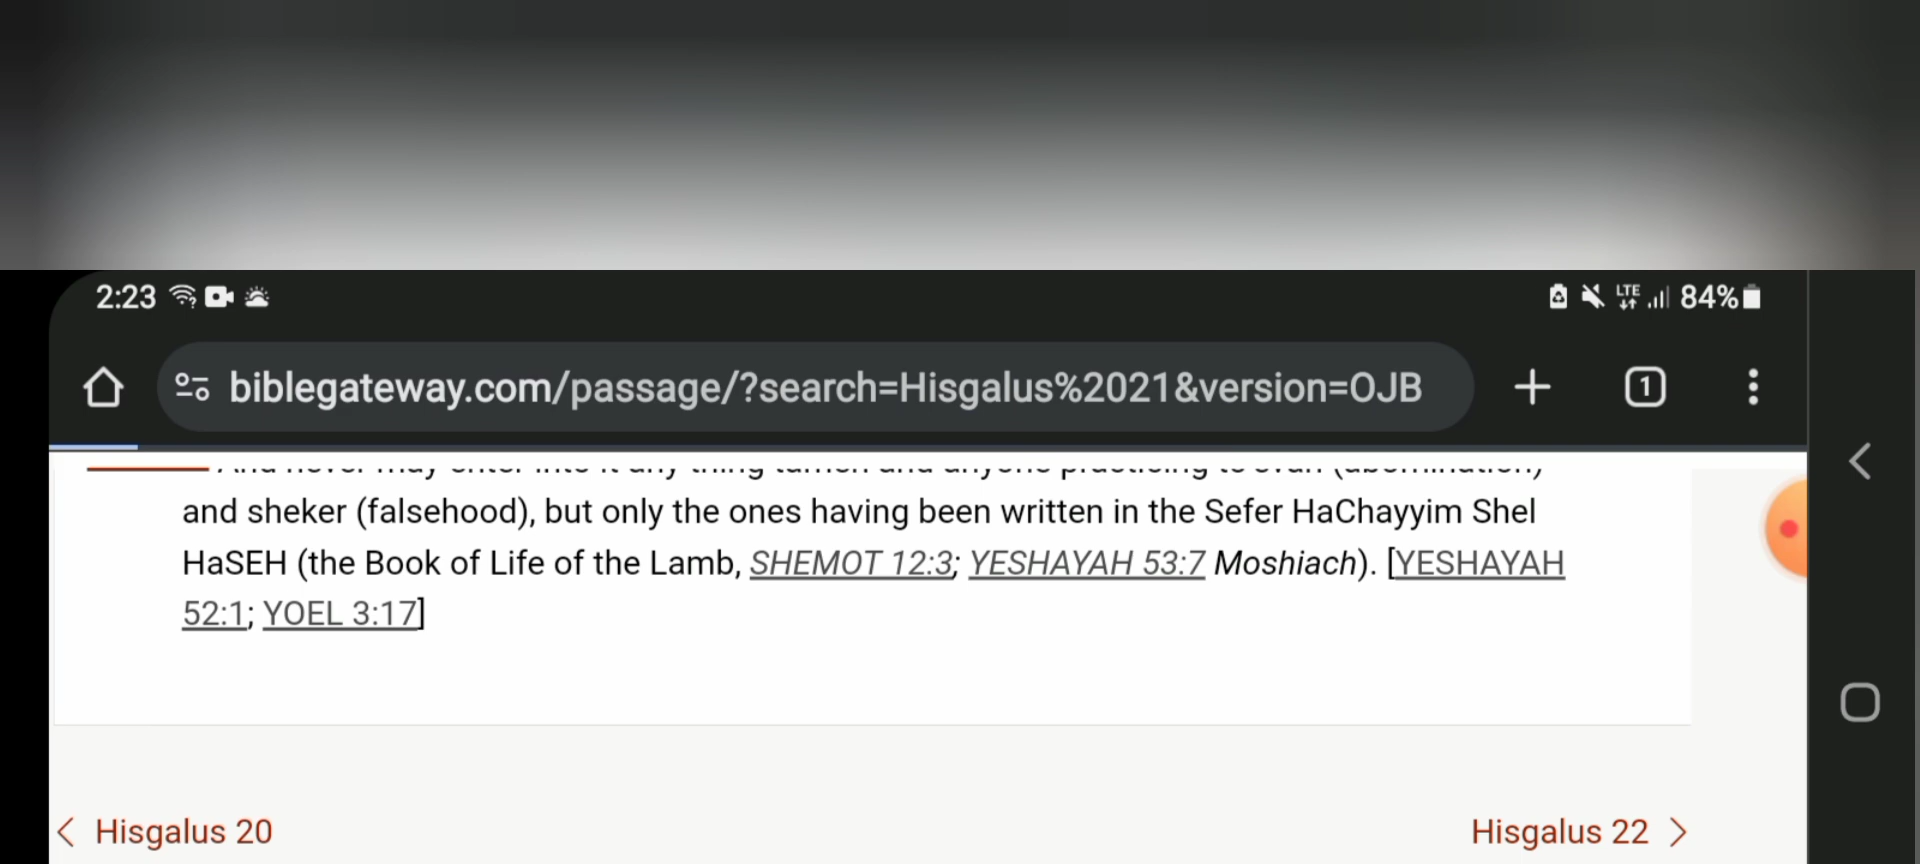 2:23
LTE
84%
biblegateway.com/passage/?search=Hisgalus%2021&version=OJB
1
and sheker (falsehood), but only the ones having been written in the Sefer HaChayyim Shel
HaSEH (the Book of Life of the Lamb, SHEMOT 12:3; YESHAYAH 53:7 Moshiach). [YESHAYAH
52:1; YOEL 3:17]
Hisgalus 20
Hisgalus 22